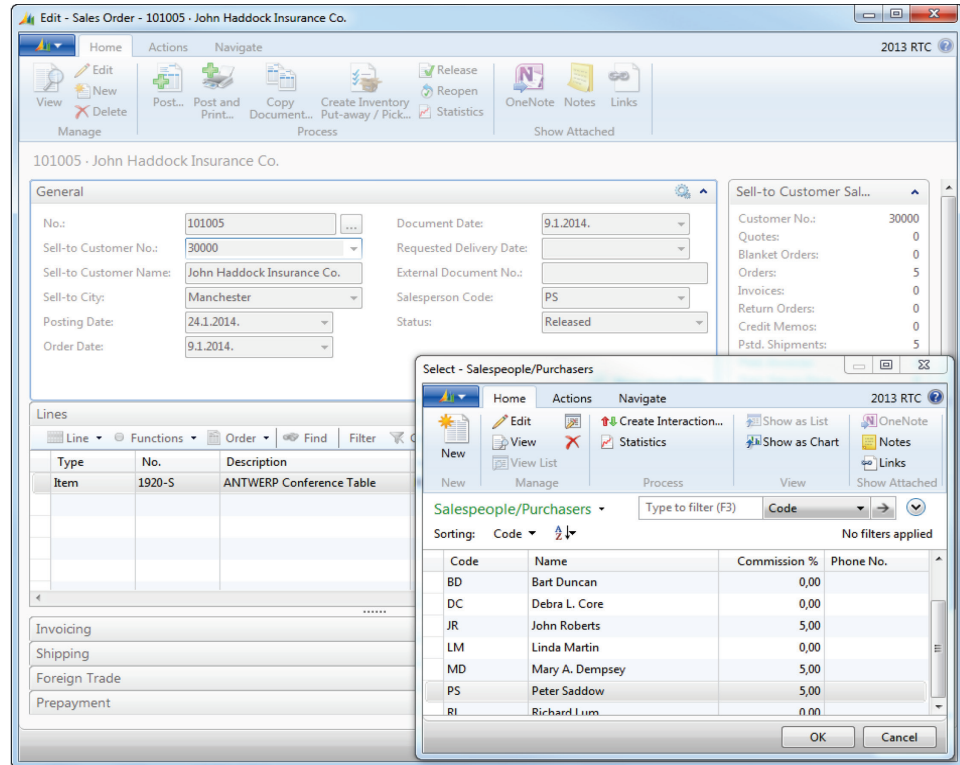 Edit - Sales Order - 101005 · John Haddock Insurance Co.
Home Actions Navigate 2013 RTC
View
Edit
New
Delete
Manage
Post...
Post and Print...
Copy Document...
Create Inventory Put-away / Pick...
Release
Reopen
Statistics
Process
OneNote Notes Links
Show Attached
101005 · John Haddock Insurance Co.
General
No.: 101005 ...
Sell-to Customer No.: 30000
Sell-to Customer Name: John Haddock Insurance Co.
Sell-to City: Manchester
Posting Date: 24.1.2014.
Order Date: 9.1.2014.
Document Date: 9.1.2014.
Requested Delivery Date:
External Document No.:
Salesperson Code: PS
Status: Released
Sell-to Customer Sal...
Customer No.: 30000
Quotes: 0
Blanket Orders: 0
Orders: 5
Invoices: 0
Return Orders: 0
Credit Memos: 0
Pstd. Shipments: 5
Lines
Line Functions Order Find Filter
Type No. Description
Item 1920-S ANTWERP Conference Table
Invoicing
Shipping
Foreign Trade
Prepayment
Select - Salespeople/Purchasers
Home Actions Navigate 2013 RTC
New
New
Edit
View
View List
Manage
Create Interaction...
Statistics
Process
Show as List
Show as Chart
View
OneNote
Notes
Links
Show Attached
Salespeople/Purchasers Type to filter (F3) Code
Sorting: Code No filters applied
Code Name Commission % Phone No.
BD Bart Duncan 0,00
DC Debra L. Core 0,00
JR John Roberts 5,00
LM Linda Martin 0,00
MD Mary A. Dempsey 5,00
PS Peter Saddow 5,00
RL Richard Lum 0,00
OK Cancel